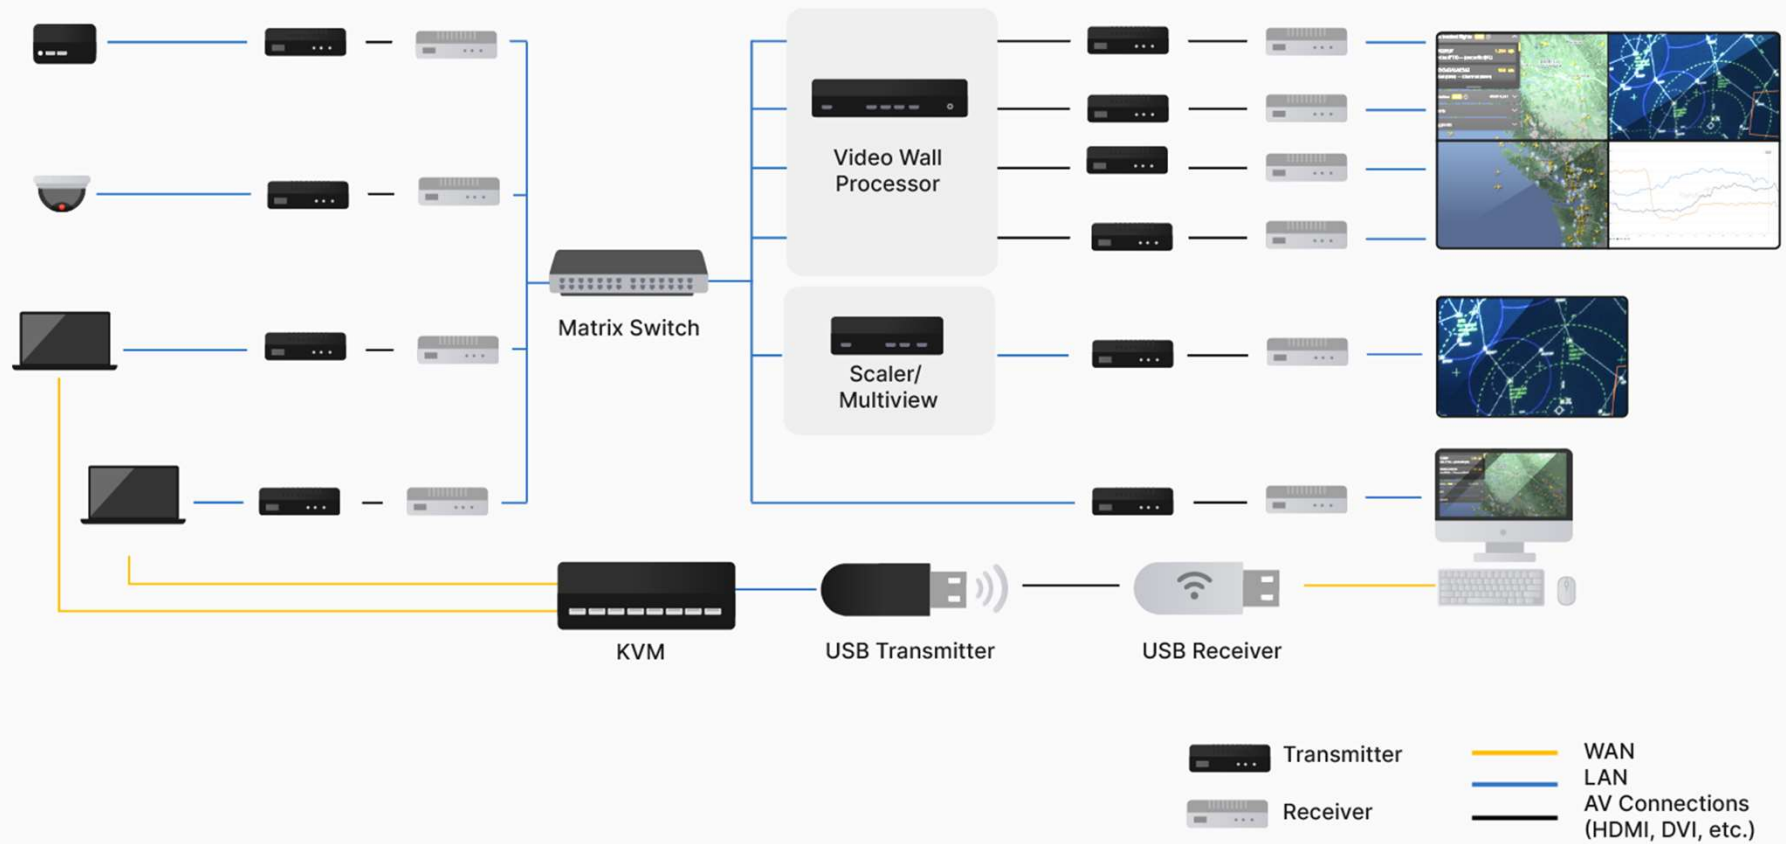 Video Wall
Processor
Matrix Switch
Scaler/
Multiview
KVM
USB Transmitter
USB Receiver
Transmitter
Receiver
WAN
LAN
AV Connections
(HDMI, DVI, etc.)